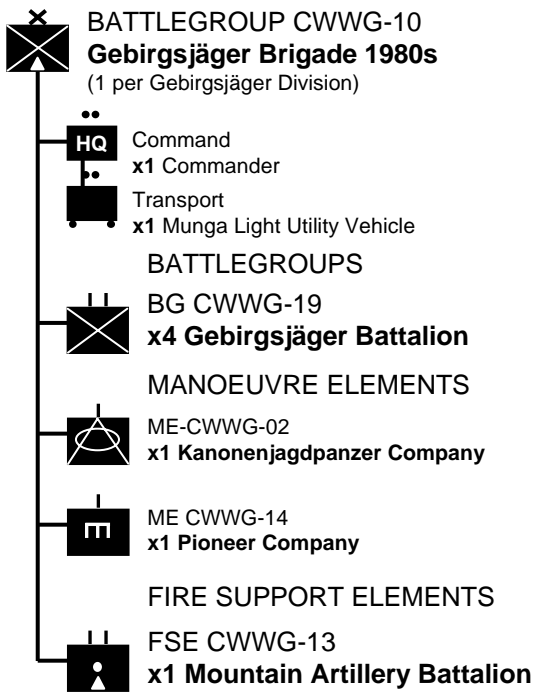 BATTLEGROUP CWWG-10
Gebirgsjäger Brigade 1980s
(1 per Gebirgsjäger Division)
HQ
Command
x1 Commander
Transport
x1 Munga Light Utility Vehicle
BATTLEGROUPS
BG CWWG-19
x4 Gebirgsjäger Battalion
MANOEUVRE ELEMENTS
ME-CWWG-02
x1 Kanonenjagdpanzer Company
ME CWWG-14
x1 Pioneer Company
FIRE SUPPORT ELEMENTS
FSE CWWG-13
x1 Mountain Artillery Battalion